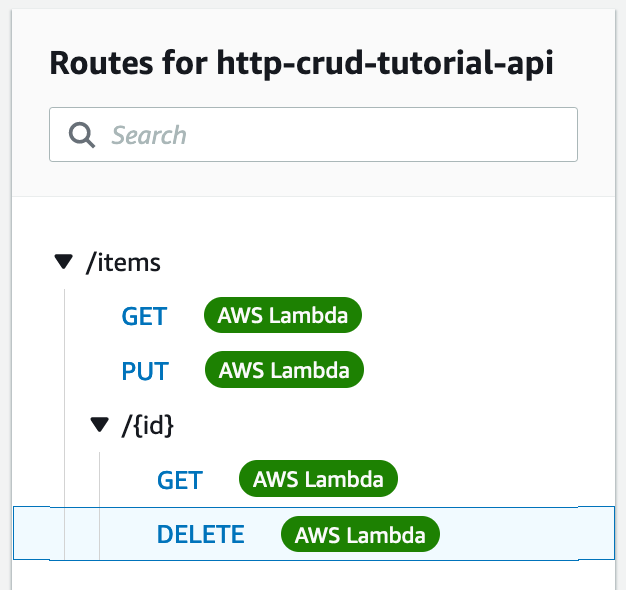 Routes for http-crud-tutorial-api
Search
/items
GET AWS Lambda
PUT AWS Lambda
/{id}
GET AWS Lambda
DELETE AWS Lambda